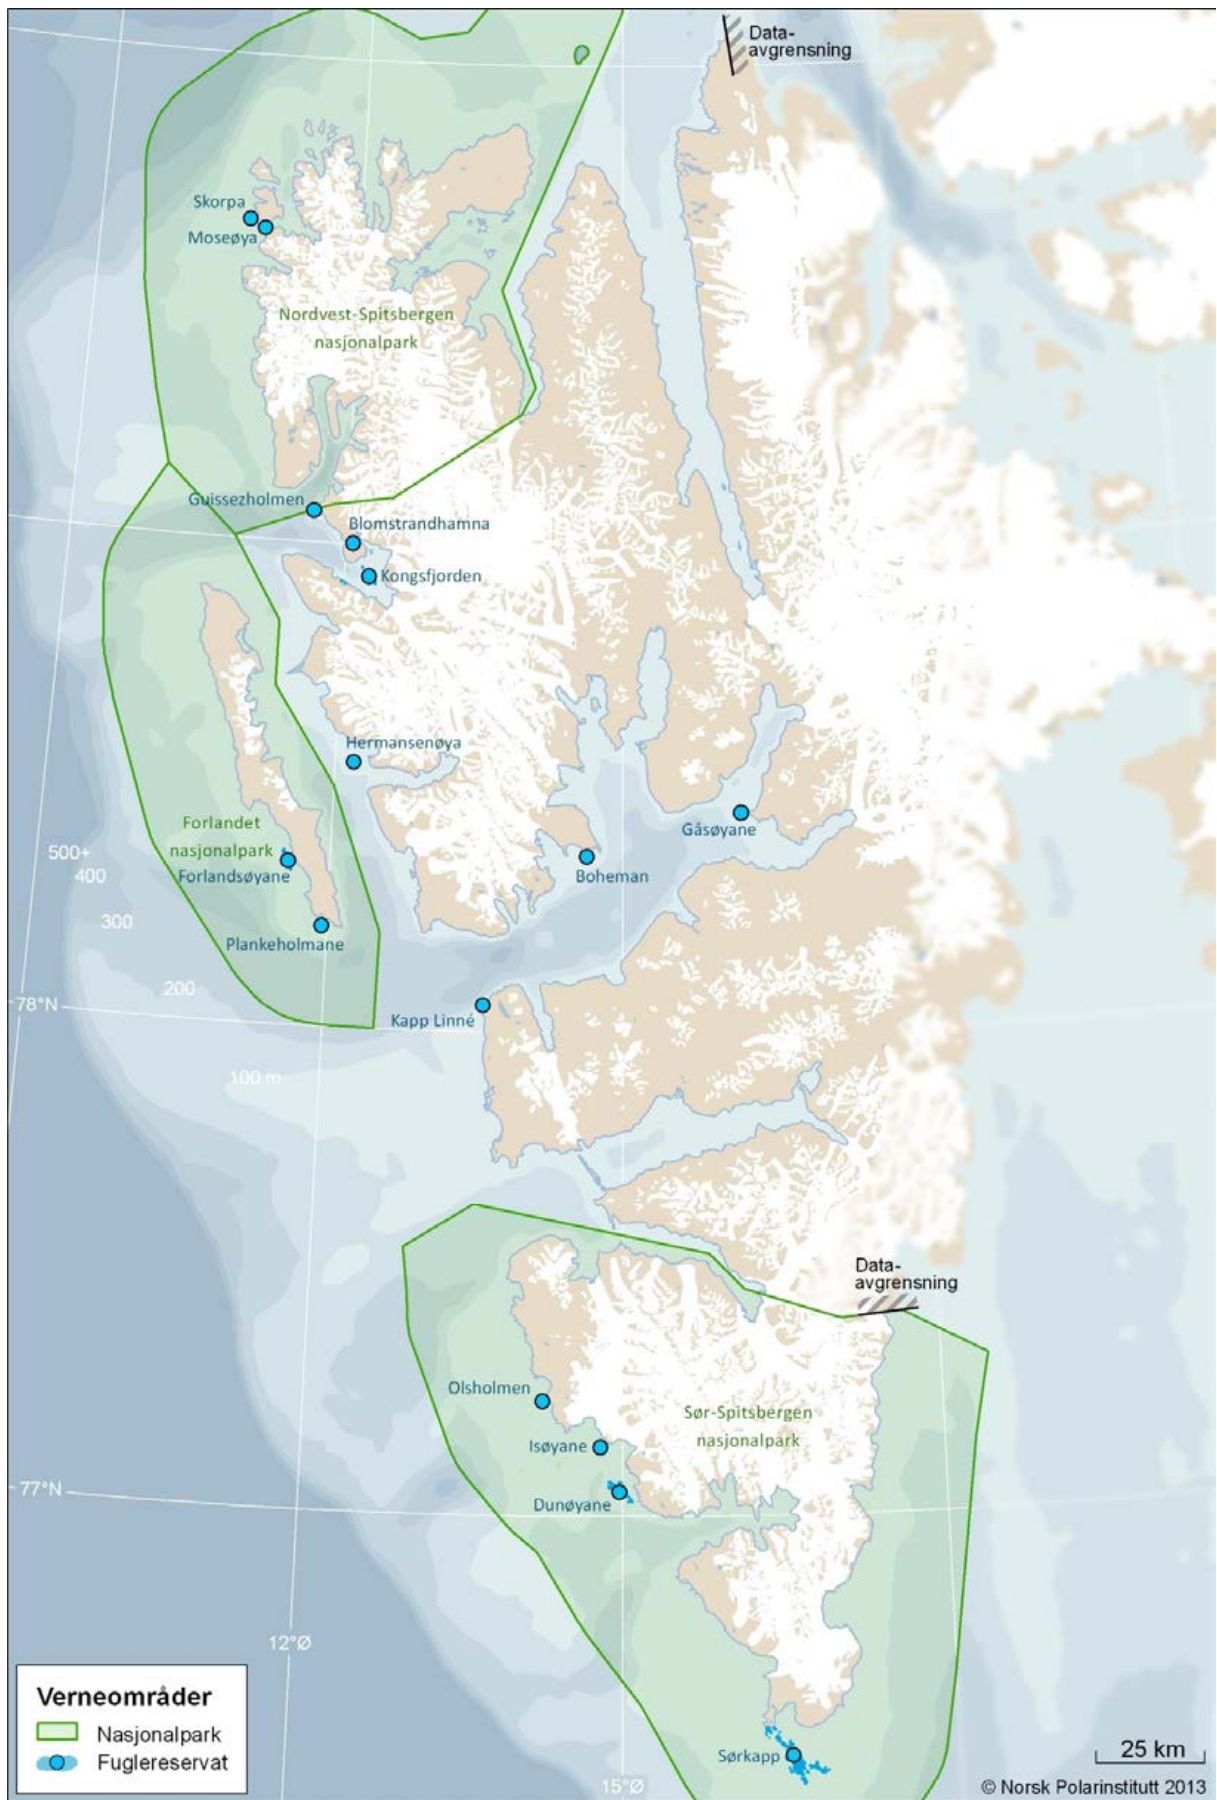 Data-
avgrensning
Skorpa
Moseøya
Nordvest-Spitsbergen
nasjonalpark
Guissezholmen
Blomstrandhamna
Kongsfjorden
Hermansenøya
Forlandet
nasjonalpark
Gåsøyane
500+
400
Forlandsøyane
Boheman
300
Plankeholmane
200
78°N
Kapp Linné
100 m
Data-
avgrensning
Olsholmen
Sør-Spitsbergen
nasjonalpark
Isøyane
77°N
Dunøyane
12°Ø
Verneområder
Nasjonalpark
Fuglereservat
Sørkapp
25 km
15°Ø
© Norsk Polarinstitutt 2013